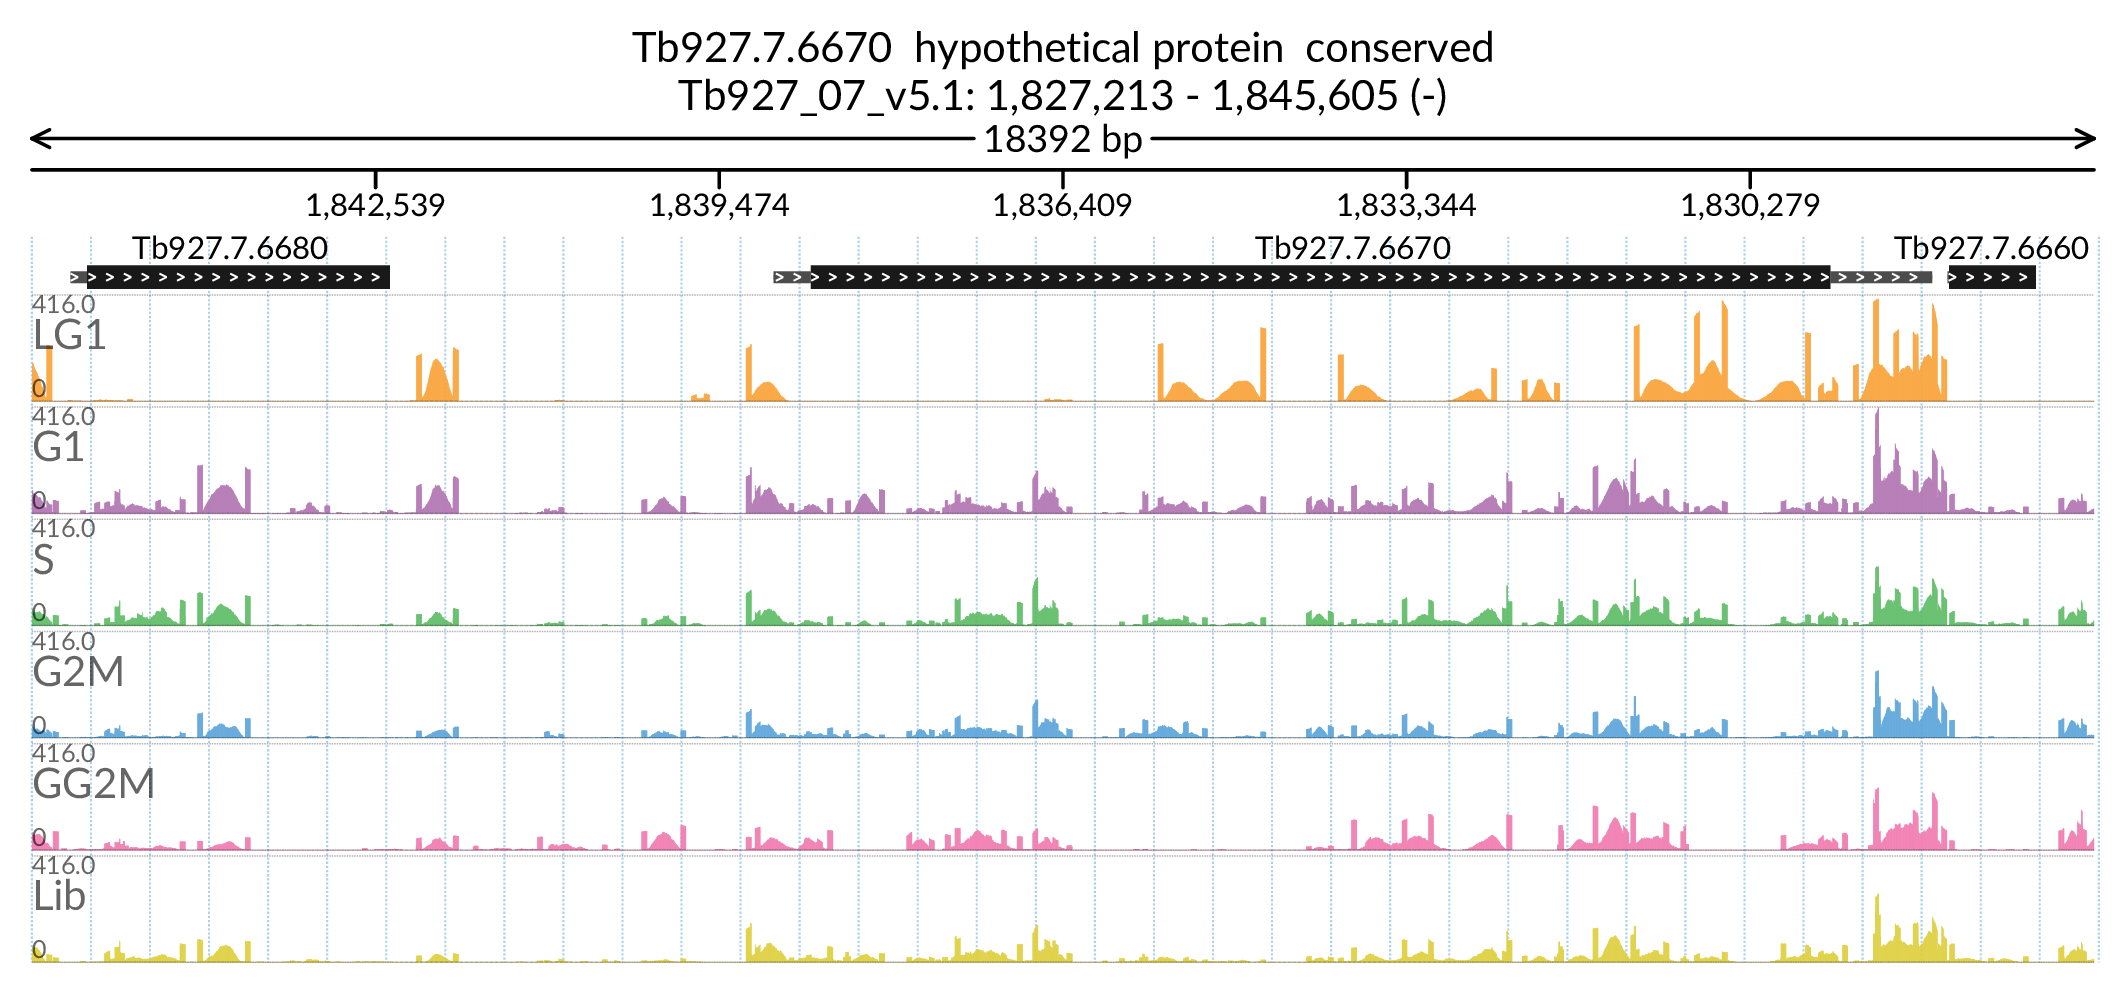 Tb927.7.6670  hypothetical protein  conserved
Tb927_07_v5.1: 1,827,213 - 1,845,605 (-)
18392 bp
1,842,539 1,839,474 1,836,409 1,833,344 1,830,279
Tb927.7.6680 Tb927.7.6670 Tb927.7.6660
416.0
LG1
0
416.0
G1
0
416.0
S
0
416.0
G2M
0
416.0
GG2M
0
416.0
Lib
0